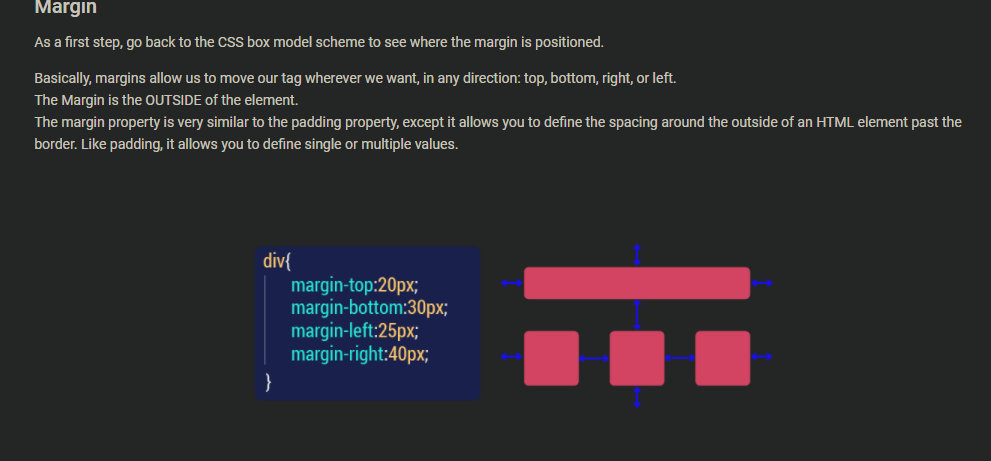 Margin
As a first step, go back to the CSS box model scheme to see where the margin is positioned.
Basically, margins allow us to move our tag wherever we want, in any direction: top, bottom, right, or left.
The Margin is the OUTSIDE of the element.
The margin property is very similar to the padding property, except it allows you to define the spacing around the outside of an HTML element past the
border. Like padding, it allows you to define single or multiple values.
div{
margin-top:20px;
margin-bottom:30px;
margin-left:25px;
margin-right:40px;
}